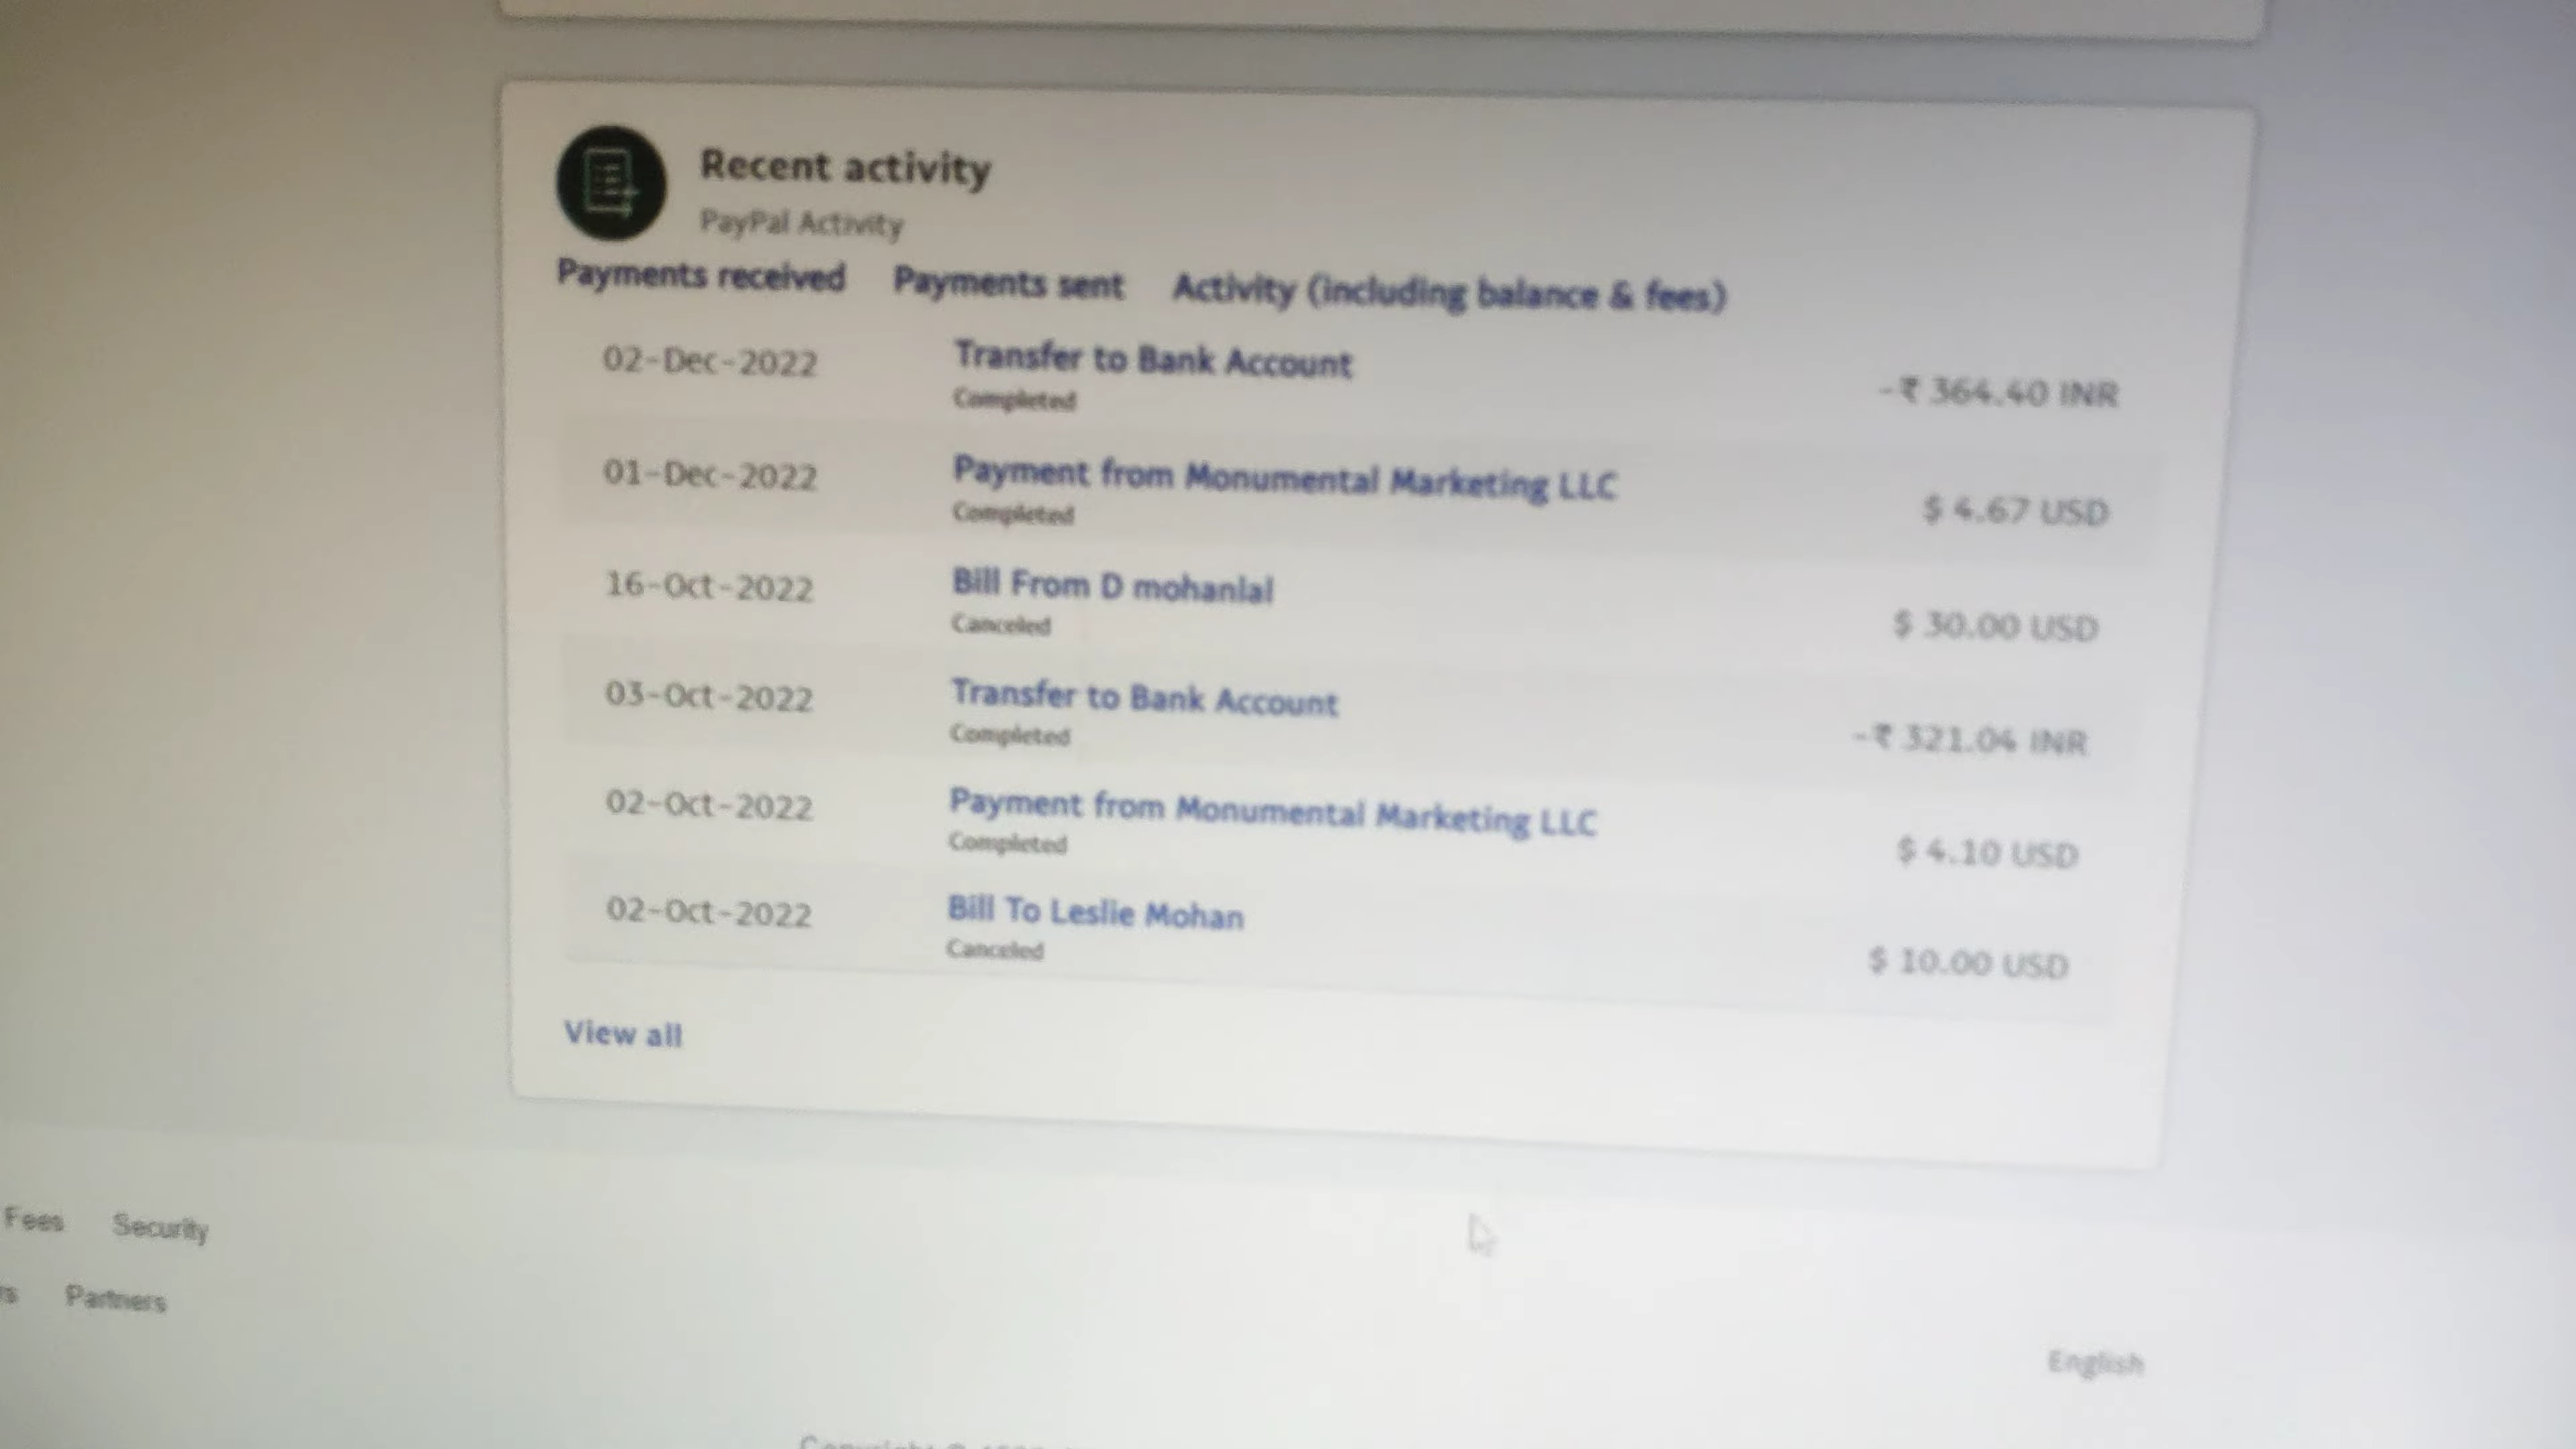 Recent activity
PayPal Activity
Payments received Payments sent Activity (including balance & fees)
02-Dec-2022 Transfer to Bank Account
Completed
-₹ 364.40 INR
01-Dec-2022 Payment from Monumental Marketing LLC
Completed
$ 4.67 USD
16-Oct-2022 Bill From D mohanlal
Canceled
$ 30.00 USD
03-Oct-2022 Transfer to Bank Account
Completed
-₹ 321.04 INR
02-Oct-2022 Payment from Monumental Marketing LLC
Completed
$ 4.10 USD
02-Oct-2022 Bill To Leslie Mohan
Canceled
$ 10.00 USD
View all
Fees Security
Partners
English